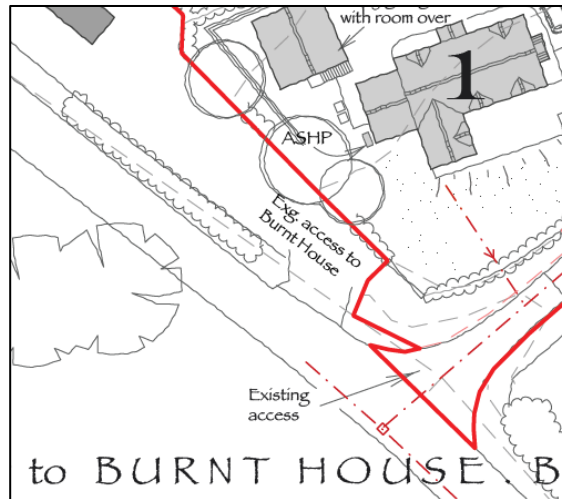 with room over
1
ASHP
Exg. access to
Burnt House
Existing
access
to BURNT HOUSE. B